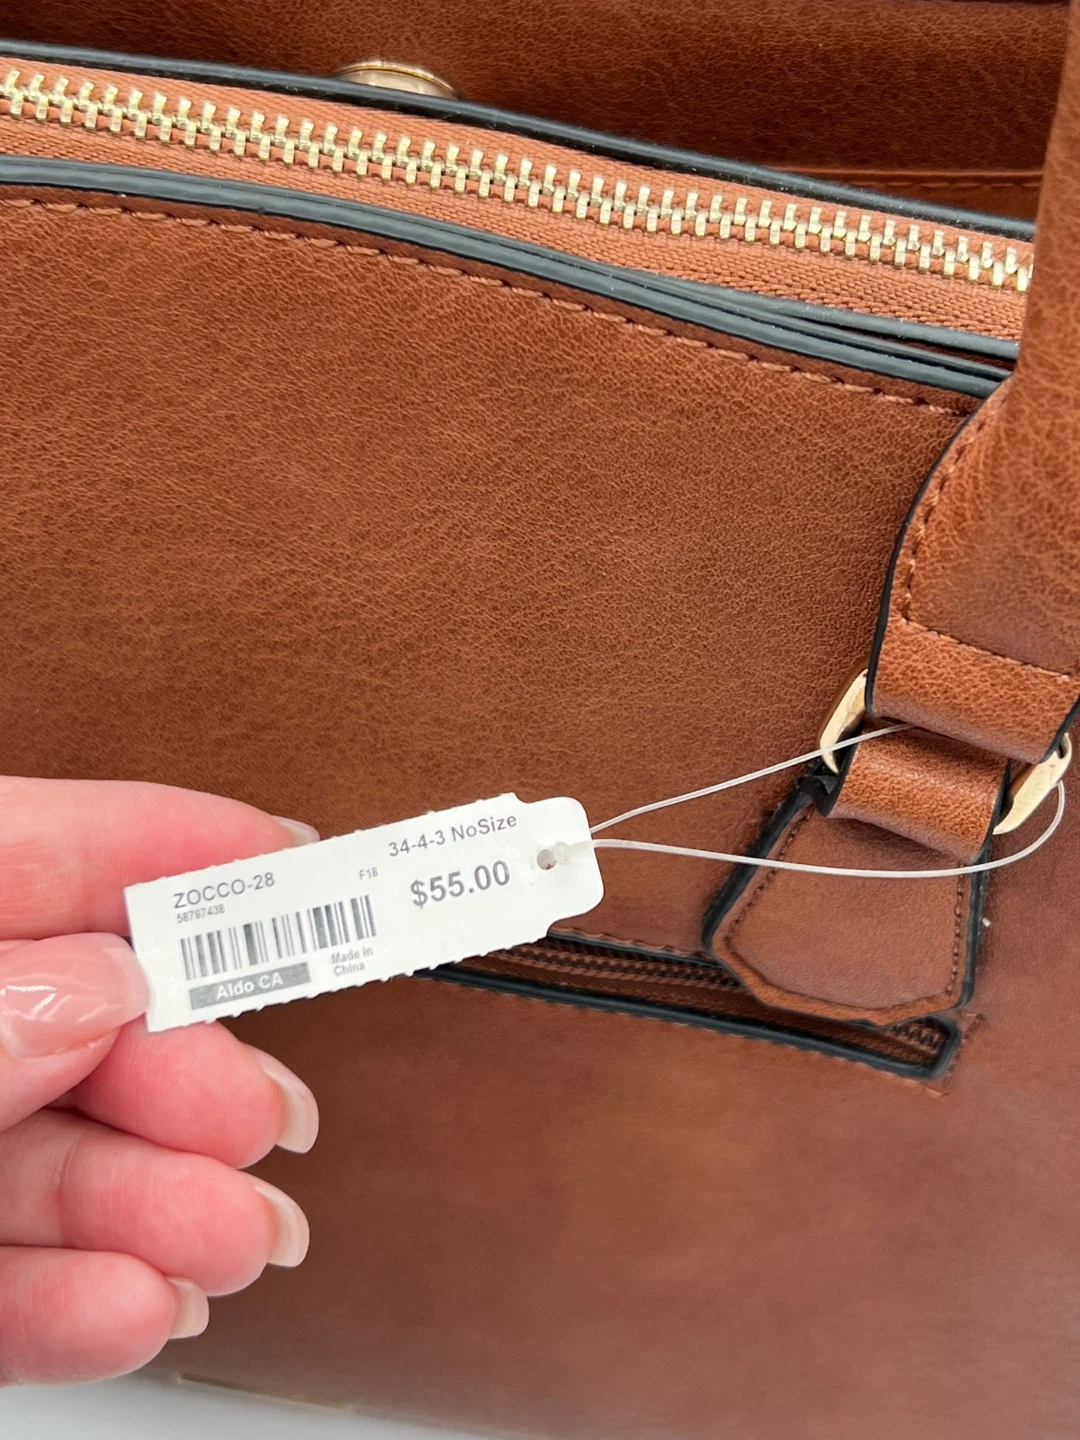 34-4-3 NoSize
ZOCCO-28
F18
58797438
$55.00
Made in
China
Aldo CA